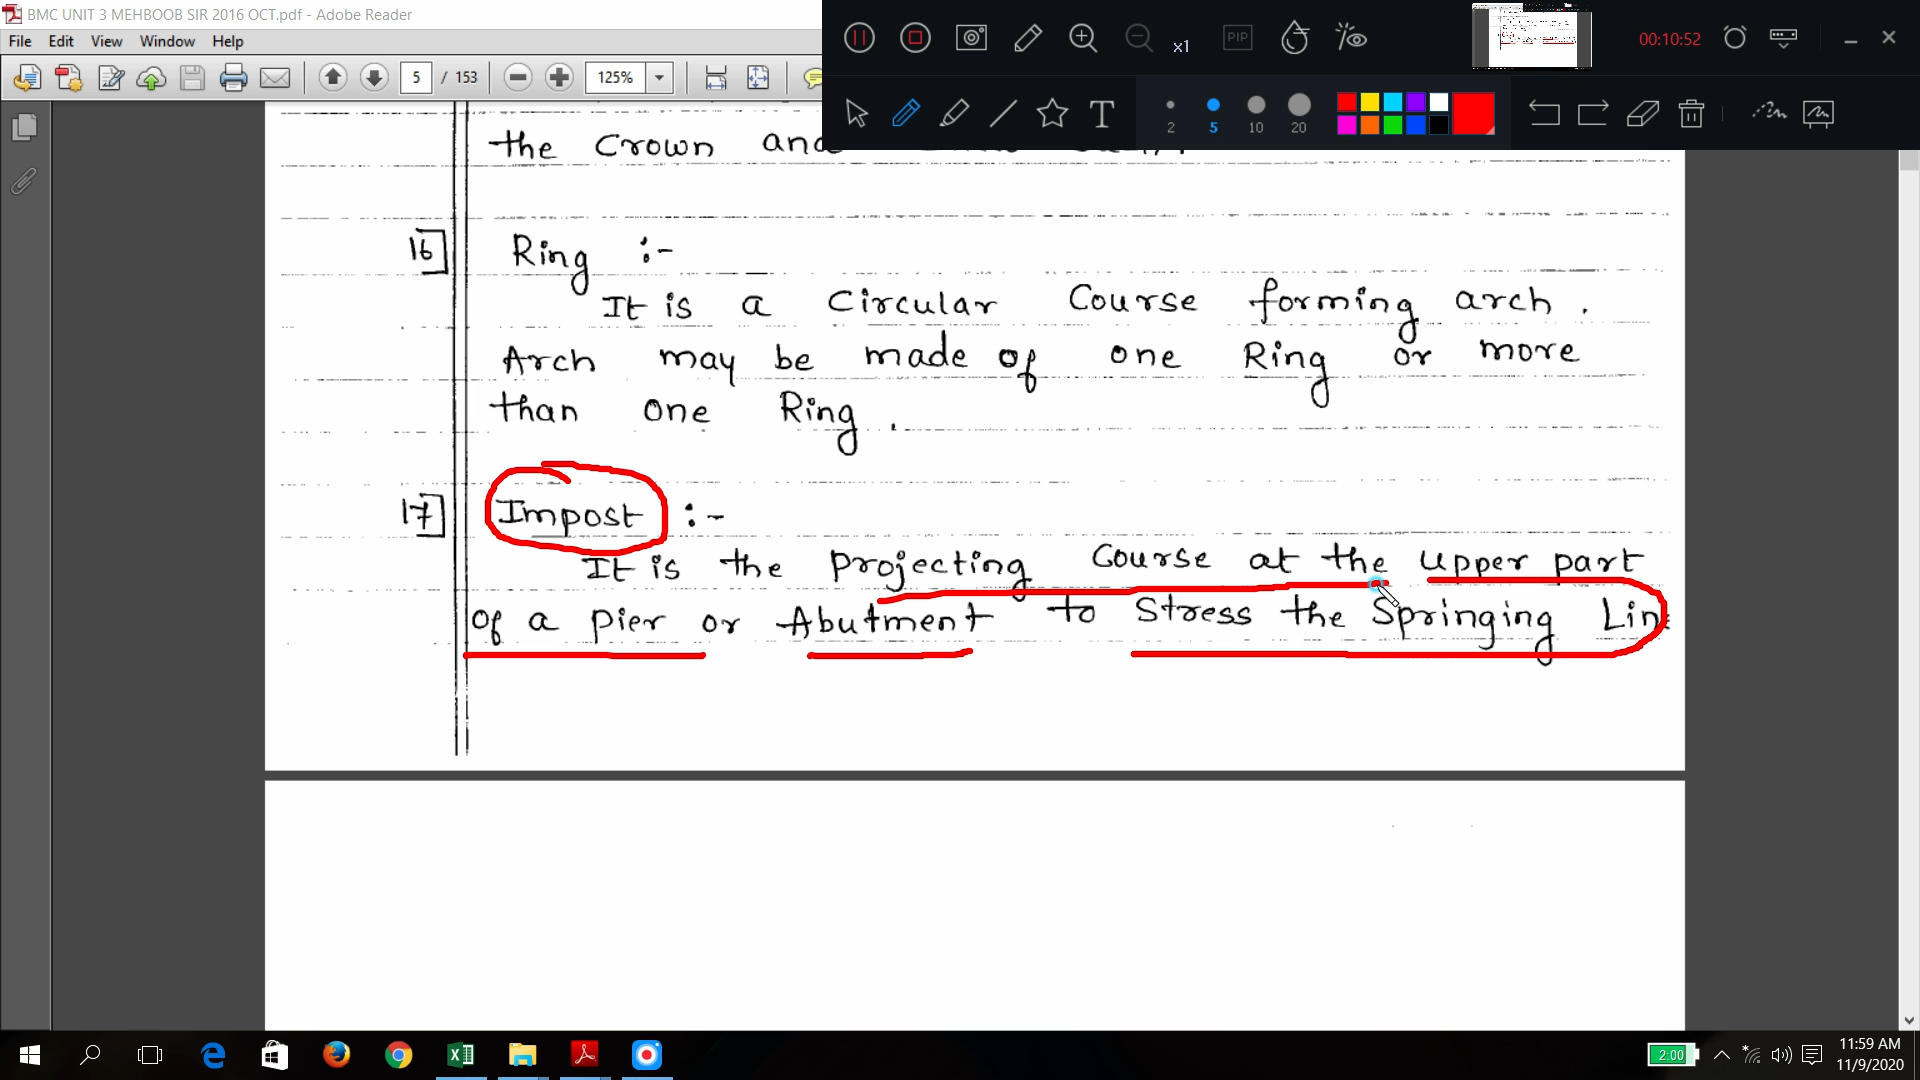 BMC UNIT 3 MEHBOOB SIR 2016 OCT.pdf - Adobe Reader
File Edit View Window Help
5 / 153 125%
x1 PIP 00:10:52
T 2 5 10 20
the Crown and
16 Ring :-
It is a Circular Course forming arch .
Arch may be made of one Ring or more
than one Ring .
17 Impost :-
It is the Projecting Course at the Upper part
of a Pier or Abutment to Stress the Springing Line
2:00
11:59 AM
11/9/2020